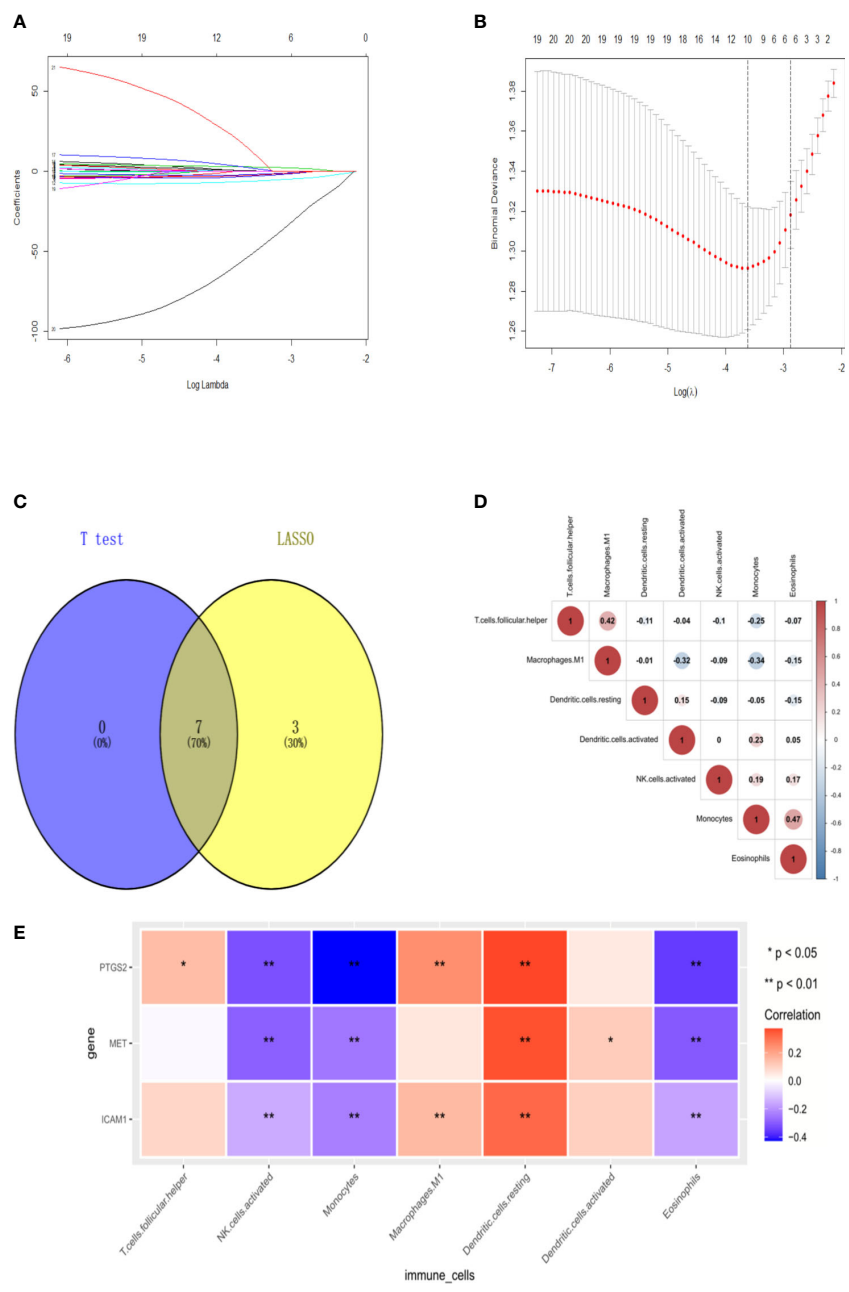 A
19 19 12 6 0
50
0
-50
-100
Coefficients
21
17
16
20
-6 -5 -4 -3 -2
Log Lambda
B
19 20 20 20 19 19 19 19 19 19 18 16 14 12 10 9 6 6 6 3 3 2
1.38
1.36
1.34
1.32
1.30
1.28
1.26
Binomial Deviance
-7 -6 -5 -4 -3 -2
Log(λ)
C
T test LASSO
0 7 3
(0%) (70%) (30%)
D
T.cells.follicular.helper
Macrophages.M1
Dendritic.cells.resting
Dendritic.cells.activated
NK.cells.activated
Monocytes
Eosinophils
T.cells.follicular.helper 1 0.42 -0.11 -0.04 -0.1 -0.25 -0.07
Macrophages.M1 1 -0.01 -0.32 -0.09 -0.34 -0.15
Dendritic.cells.resting 1 0.15 -0.09 -0.05 -0.15
Dendritic.cells.activated 1 0 0.23 0.05
NK.cells.activated 1 0.19 0.17
Monocytes 1 0.47
Eosinophils 1
1
0.8
0.6
0.4
0.2
0
-0.2
-0.4
-0.6
-0.8
-1
E
gene
PTGS2 * ** ** ** ** **
MET ** ** ** * **
ICAM1 ** ** ** ** **
T.cells.follicular.helper
NK.cells.activated
Monocytes
Macrophages.M1
Dendritic.cells.resting
Dendritic.cells.activated
Eosinophils
immune_cells
* p < 0.05
** p < 0.01
Correlation
0.2
0.0
−0.2
−0.4